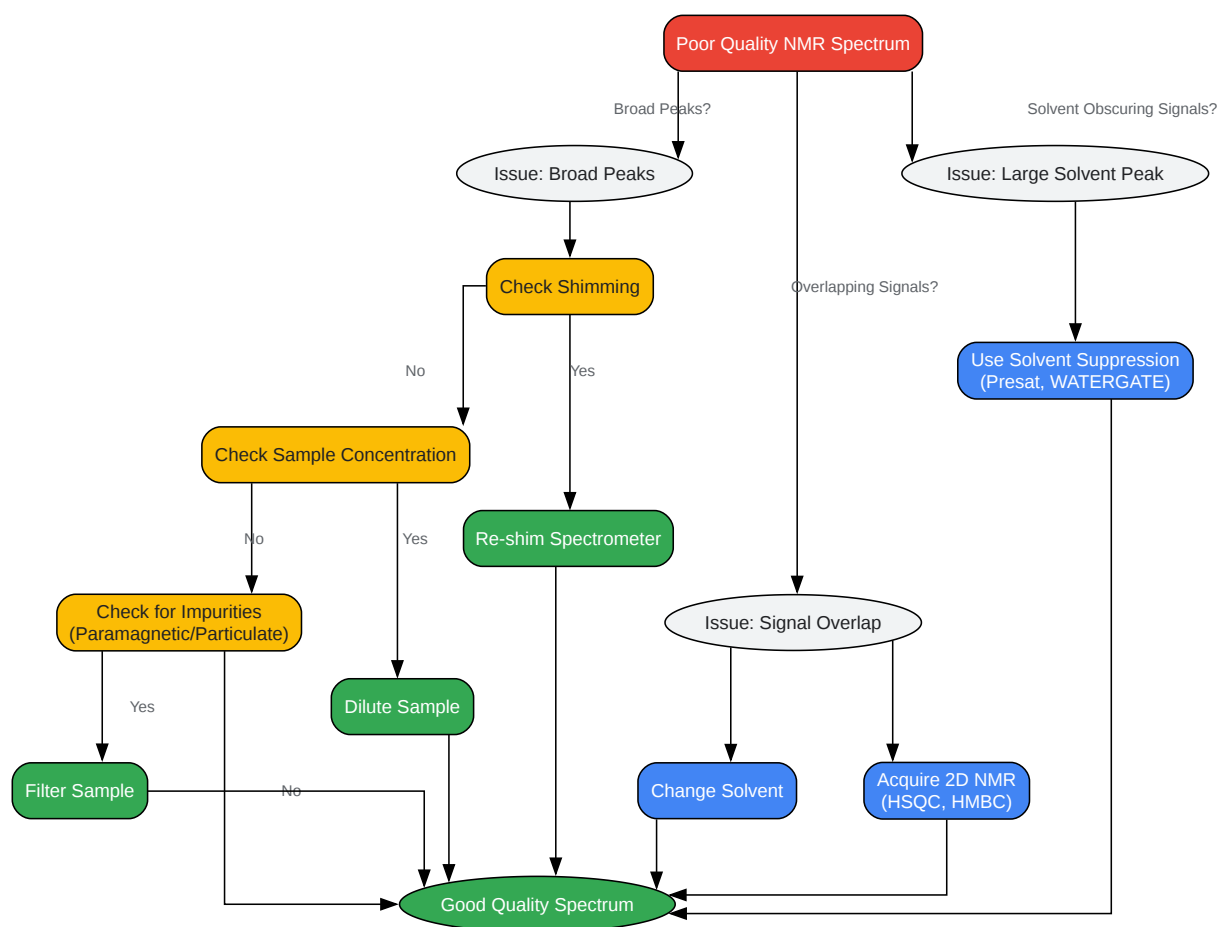 Poor Quality NMR Spectrum
Broad Peaks?
Solvent Obscuring Signals?
Issue: Broad Peaks
Issue: Large Solvent Peak
Check Shimming
Overlapping Signals?
Use Solvent Suppression
(Presat, WATERGATE)
No
Yes
Check Sample Concentration
No
Yes
Re-shim Spectrometer
Check for Impurities
(Paramagnetic/Particulate)
Issue: Signal Overlap
Yes
Dilute Sample
Filter Sample
No
Change Solvent
Acquire 2D NMR
(HSQC, HMBC)
Good Quality Spectrum